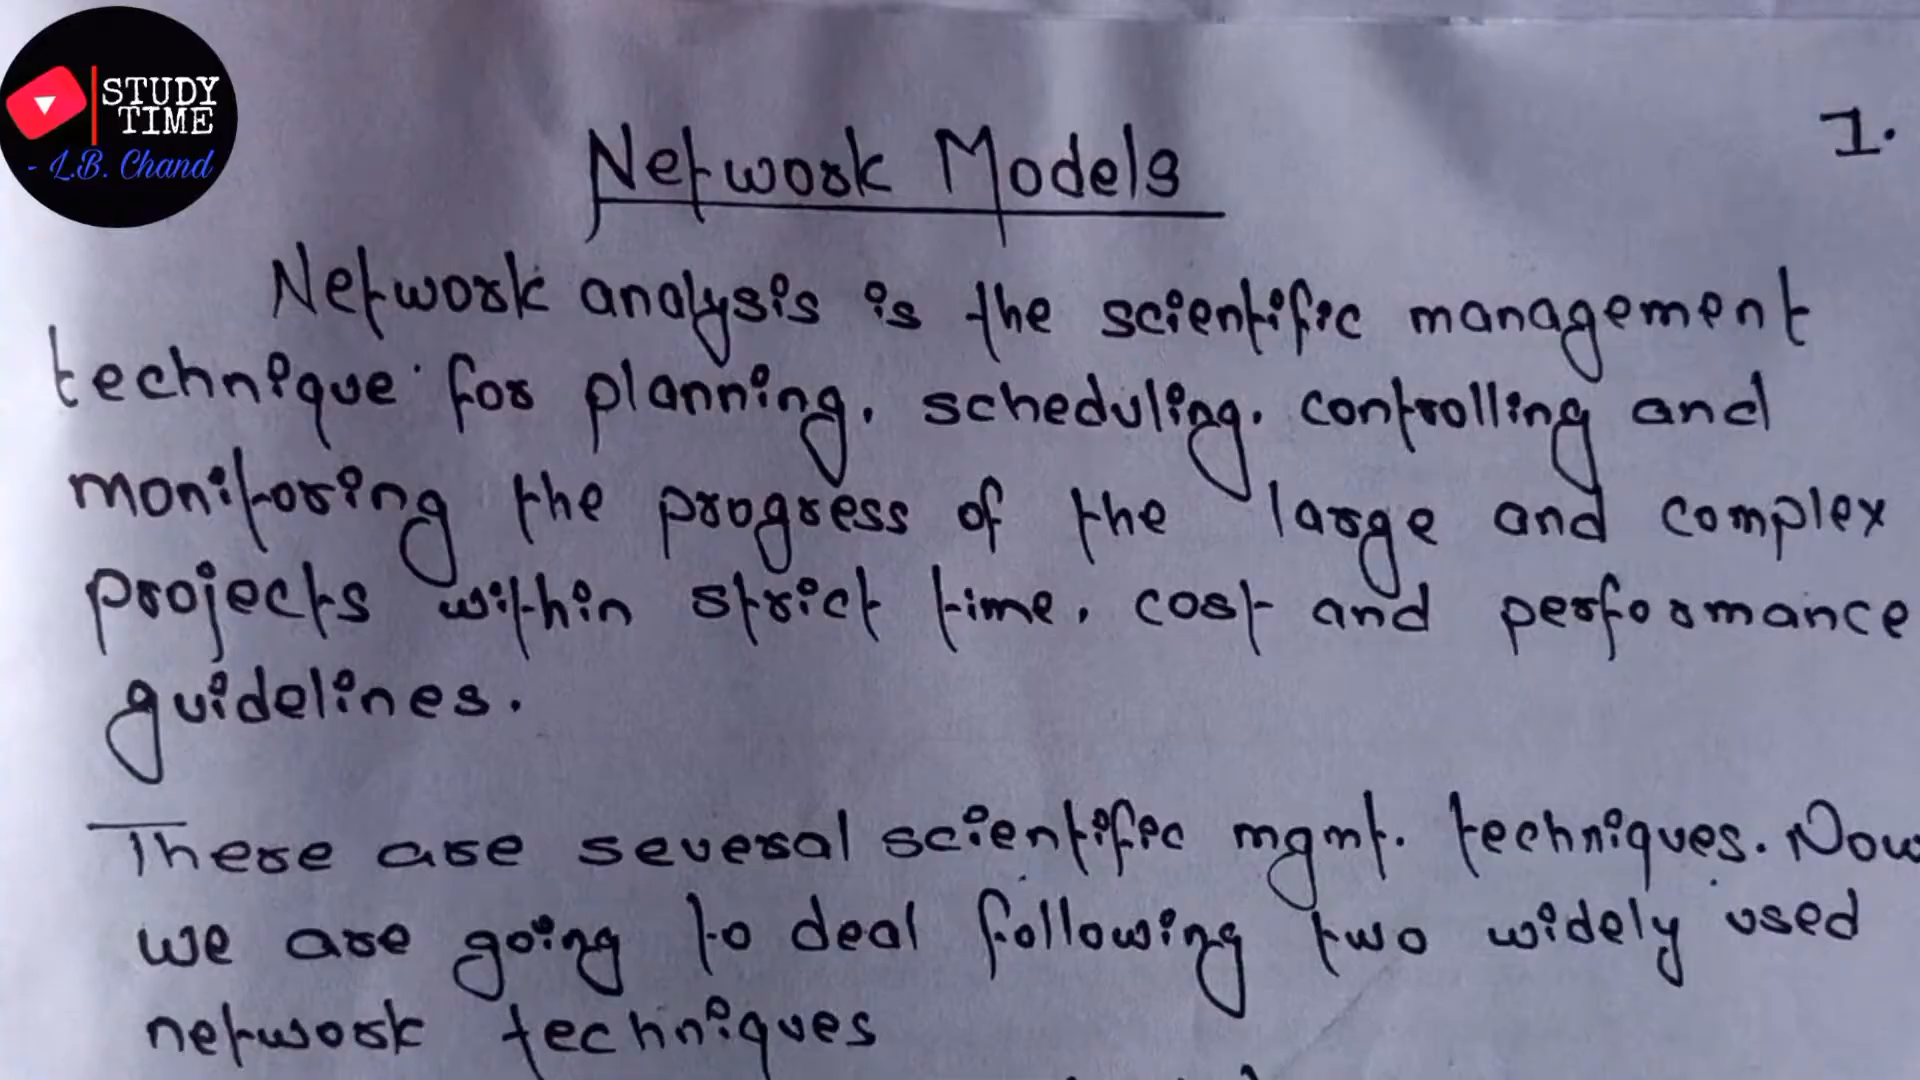 STUDY
TIME
- L.B. Chand
1.
Network Models
Network analysis is the scientific management
technique for planning, scheduling, controlling and
monitoring the progress of the large and complex
projects within strict time, cost and performance
guidelines.
There are several scientific mgmt. techniques. Now
we are going to deal following two widely used
network techniques